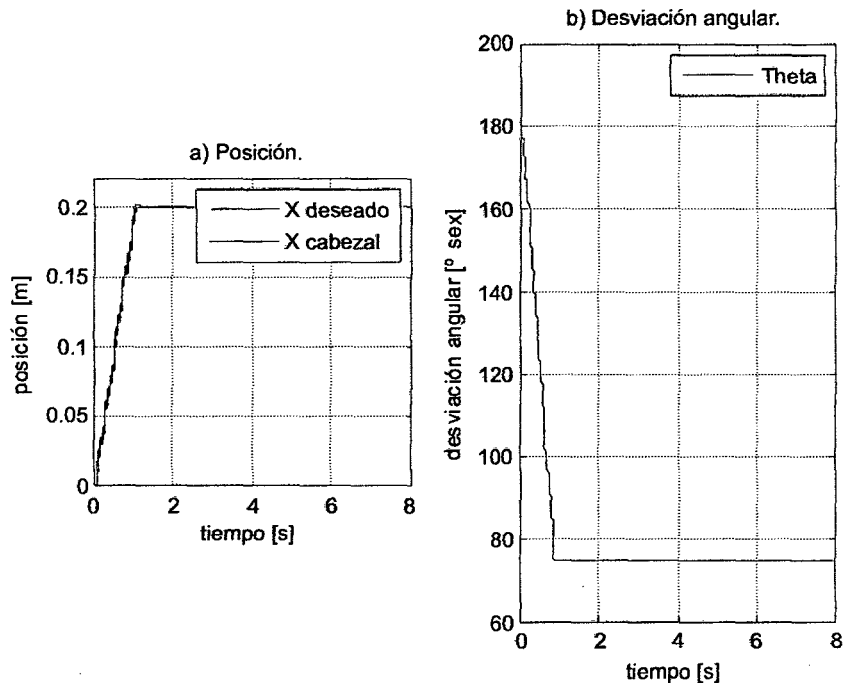 a) Posición.
posición [m]
0.2
0.15
0.1
0.05
0
X deseado
X cabezal
0 2 4 6 8
tiempo [s]
b) Desviación angular.
desviación angular [º sex]
200
180
160
140
120
100
80
60
Theta
0 2 4 6 8
tiempo [s]